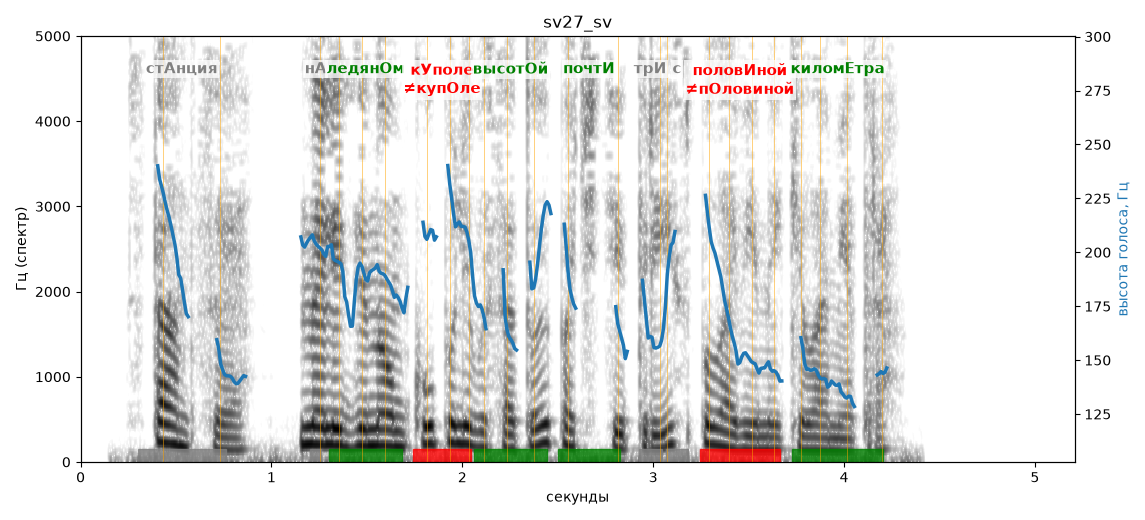 sv27_sv
стАнция
нАледянОм
кУполе
≠купОле
высотОй
почтИ
трИ с
половИной
≠пОловиной
киломЕтра
Гц (спектр)
5000
4000
3000
2000
1000
0
300
275
250
225
200
175
150
125
высота голоса, Гц
0
1
2
3
4
5
секунды